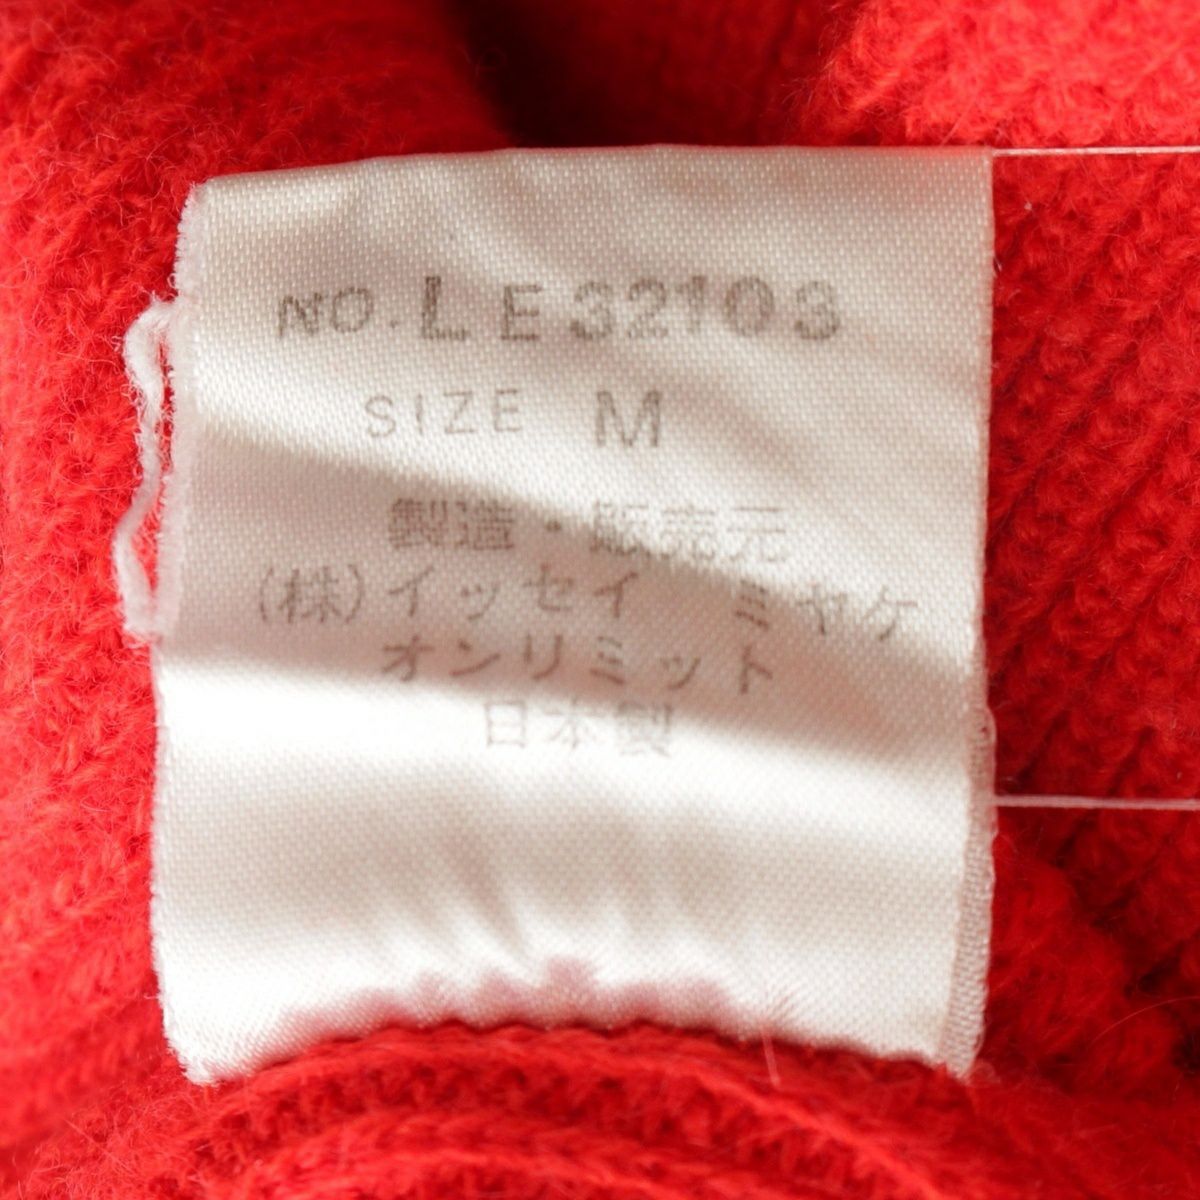 NO. LE32103
SIZE M
製造・販売元
(株)イッセイ ミヤケ
オンリミット
日本製